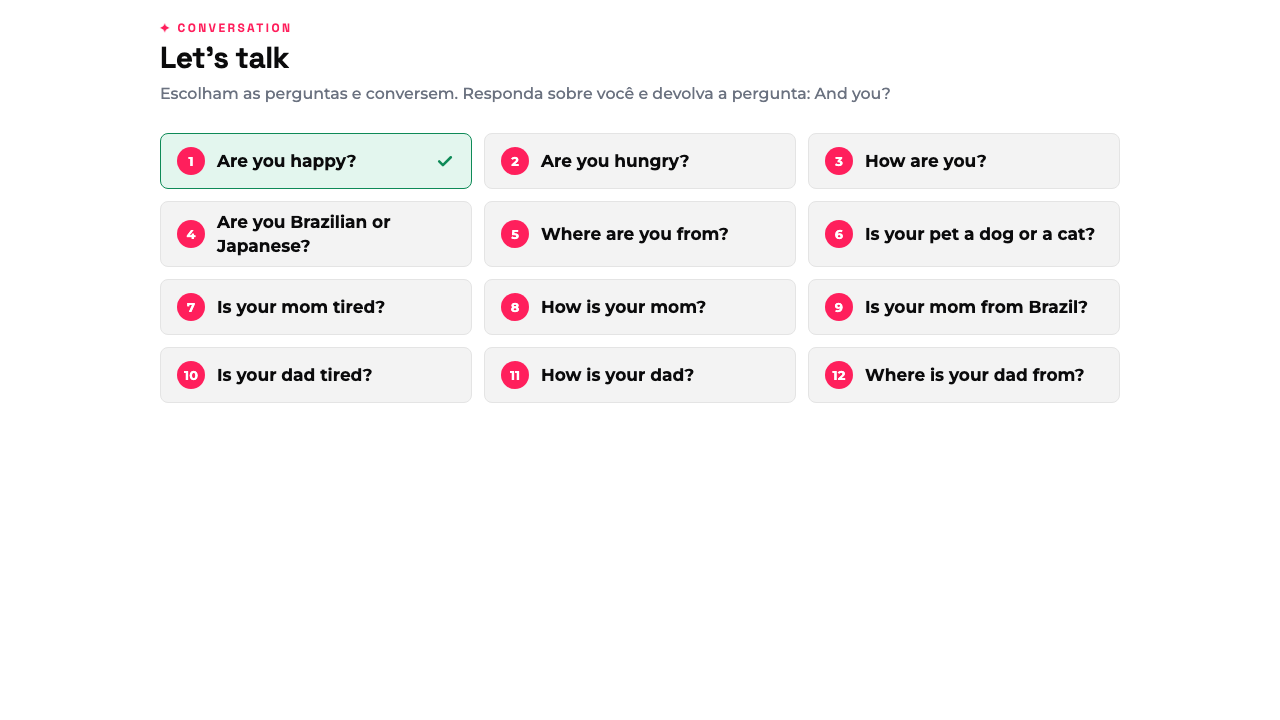 ✦ CONVERSATION
Let’s talk
Escolham as perguntas e conversem. Responda sobre você e devolva a pergunta: And you?
1 Are you happy?
2 Are you hungry?
3 How are you?
4 Are you Brazilian or
Japanese?
5 Where are you from?
6 Is your pet a dog or a cat?
7 Is your mom tired?
8 How is your mom?
9 Is your mom from Brazil?
10 Is your dad tired?
11 How is your dad?
12 Where is your dad from?